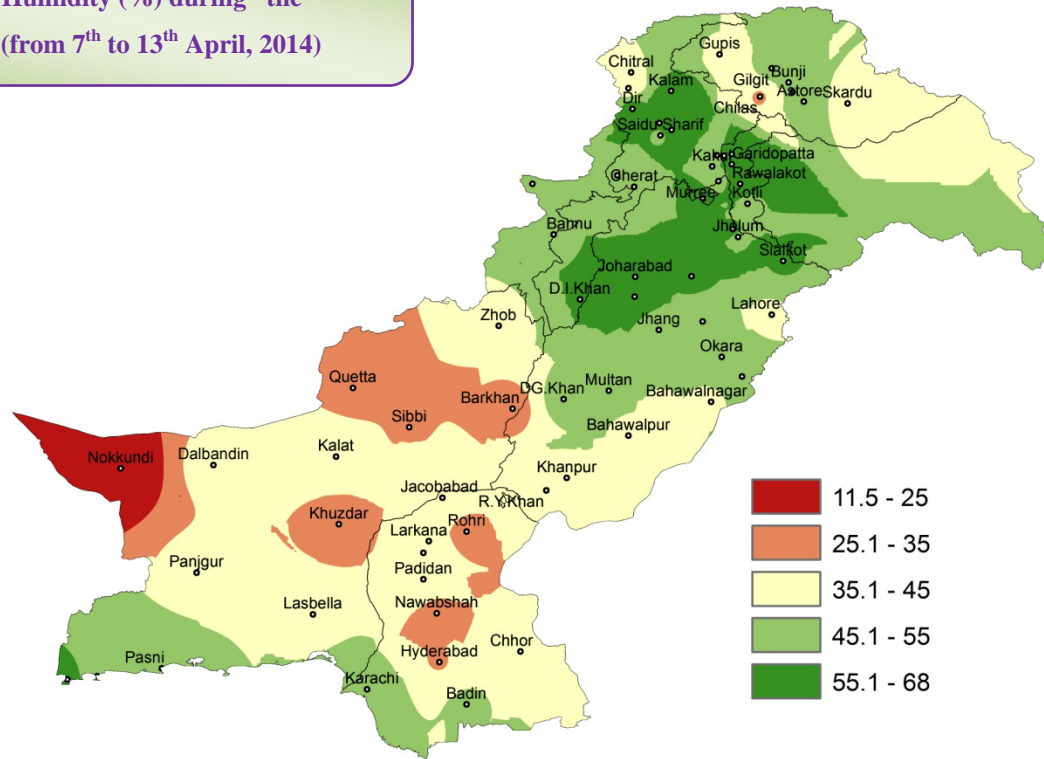 Humidity (%) during the
(from 7th to 13th April, 2014)
Gupis
Chitral
Bunji
Kalam
Gilgit
Astore
Skardu
Dir
Chilas
Saidu Sharif
Garidopatta
Rawalakot
Cherat
Murree
Kotli
Bannu
Jhelum
Sialkot
Joharabad
D.I.Khan
Lahore
Zhob
Jhang
Okara
Quetta
DG.Khan
Multan
Bahawalnagar
Barkhan
Sibbi
Bahawalpur
Kalat
Nokkundi
Dalbandin
Khanpur
Jacobabad
R.Y.Khan
Khuzdar
Larkana
Rohri
Panjgur
Padidan
Lasbella
Nawabshah
Chhor
Hyderabad
Pasni
Karachi
Badin
11.5 - 25
25.1 - 35
35.1 - 45
45.1 - 55
55.1 - 68